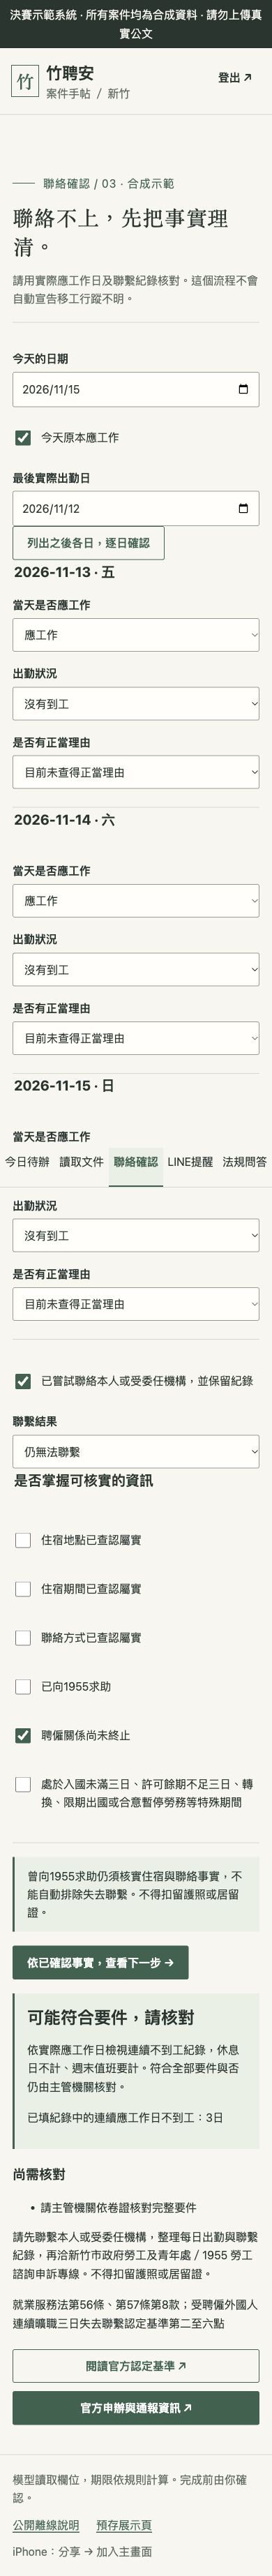 決賽示範系統 · 所有案件均為合成資料 · 請勿上傳真
實公文
竹
竹聘安
案件手帖 / 新竹
登出 ↗
聯絡確認 / 03 · 合成示範
聯絡不上，先把事實理
清。
請用實際應工作日及聯繫紀錄核對。這個流程不會
自動宣告移工行蹤不明。
今天的日期
2026/11/15
今天原本應工作
最後實際出勤日
2026/11/12
列出之後各日，逐日確認
2026-11-13 · 五
當天是否應工作
應工作
出勤狀況
沒有到工
是否有正當理由
目前未查得正當理由
2026-11-14 · 六
當天是否應工作
應工作
出勤狀況
沒有到工
是否有正當理由
目前未查得正當理由
2026-11-15 · 日
當天是否應工作
今日待辦 讀取文件 聯絡確認 LINE提醒 法規問答
出勤狀況
沒有到工
是否有正當理由
目前未查得正當理由
已嘗試聯絡本人或受委任機構，並保留紀錄
聯繫結果
仍無法聯繫
是否掌握可核實的資訊
住宿地點已查認屬實
住宿期間已查認屬實
聯絡方式已查認屬實
已向1955求助
聘僱關係尚未終止
處於入國未滿三日、許可餘期不足三日、轉
換、限期出國或合意暫停勞務等特殊期間
曾向1955求助仍須核實住宿與聯絡事實，不
能自動排除失去聯繫。不得扣留護照或居留
證。
依已確認事實，查看下一步 →
可能符合要件，請核對
依實際應工作日檢視連續不到工紀錄，休息
日不計、週末值班要計。符合全部要件與否
仍由主管機關核對。
已填紀錄中的連續應工作日不到工：3日
尚需核對
• 請主管機關依卷證核對完整要件
請先聯繫本人或受委任機構，整理每日出勤與聯繫
紀錄，再洽新竹市政府勞工及青年處 / 1955 勞工
諮詢申訴專線。不得扣留護照或居留證。
就業服務法第56條、第57條第8款；受聘僱外國人
連續曠職三日失去聯繫認定基準第二至六點
閱讀官方認定基準 ↗
官方申辦與通報資訊 ↗
模型讀取欄位，期限依規則計算。完成前由你確
認。
公開離線說明 預存展示頁
iPhone：分享 → 加入主畫面